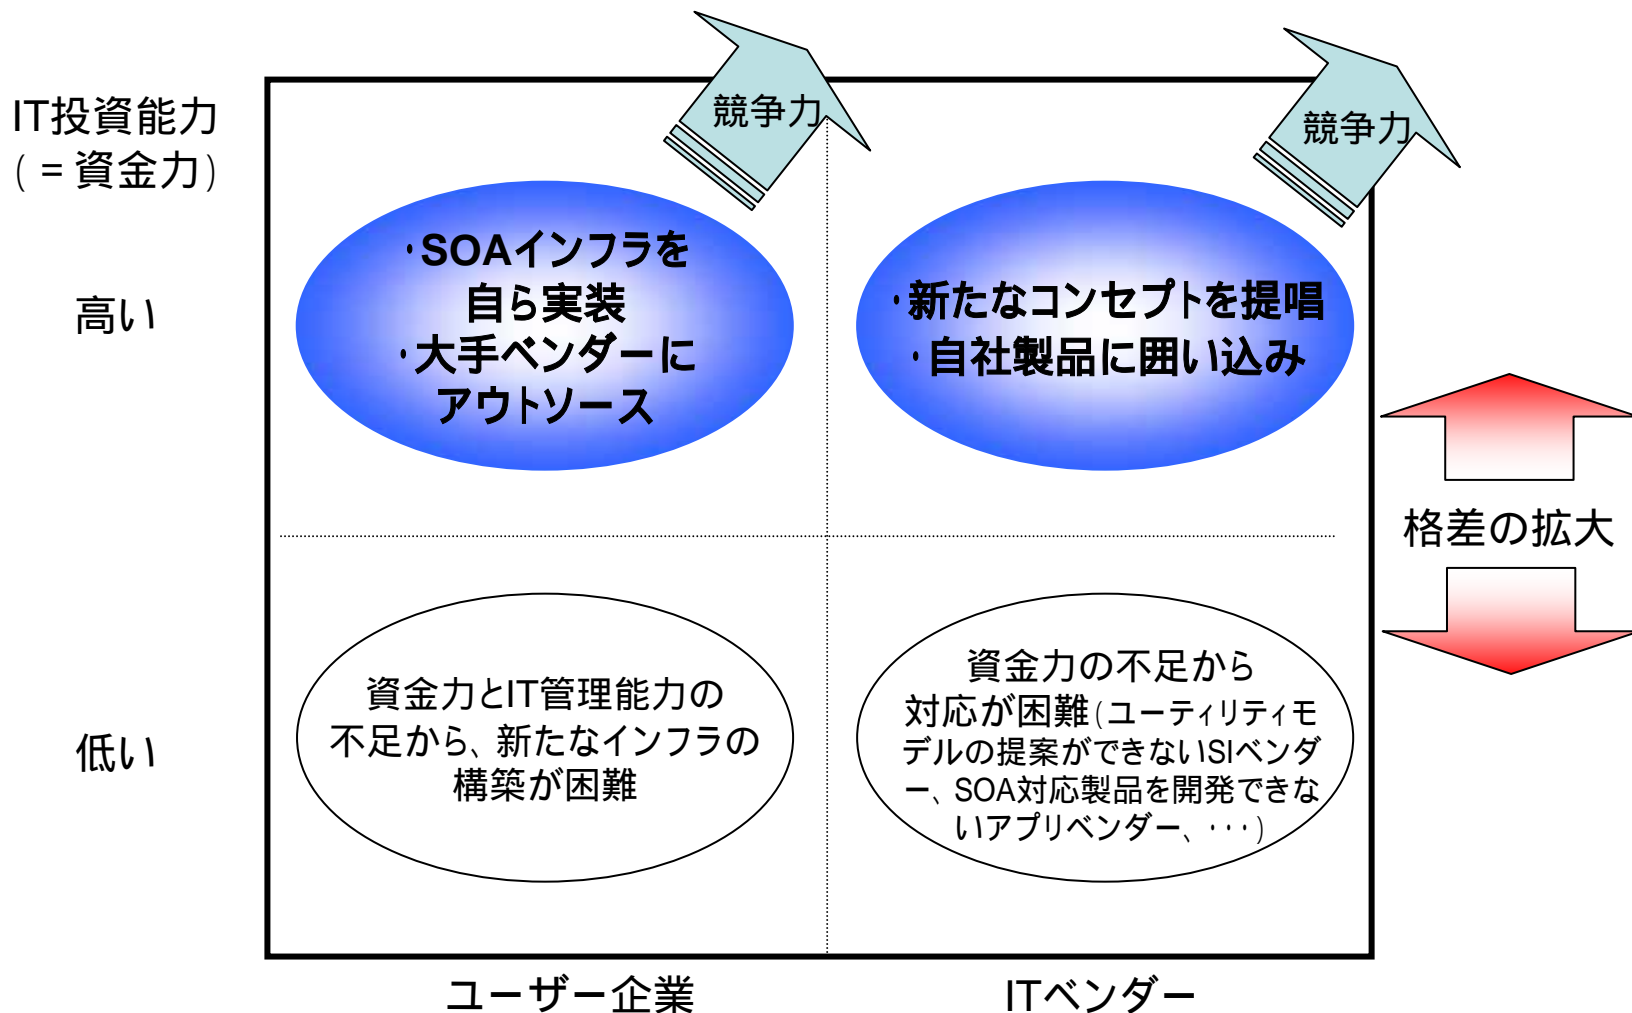 IT投資能力
(=資金力)
高い
低い
競争力
競争力
・SOAインフラを
自ら実装
・大手ベンダーに
アウトソース
・新たなコンセプトを提唱
・自社製品に囲い込み
格差の拡大
資金力とIT管理能力の
不足から、新たなインフラの
構築が困難
資金力の不足から
対応が困難(ユーティリティモ
デルの提案ができないSIベンダ
ー、SOA対応製品を開発できな
いアプリベンダー、・・・)
ユーザー企業
ITベンダー